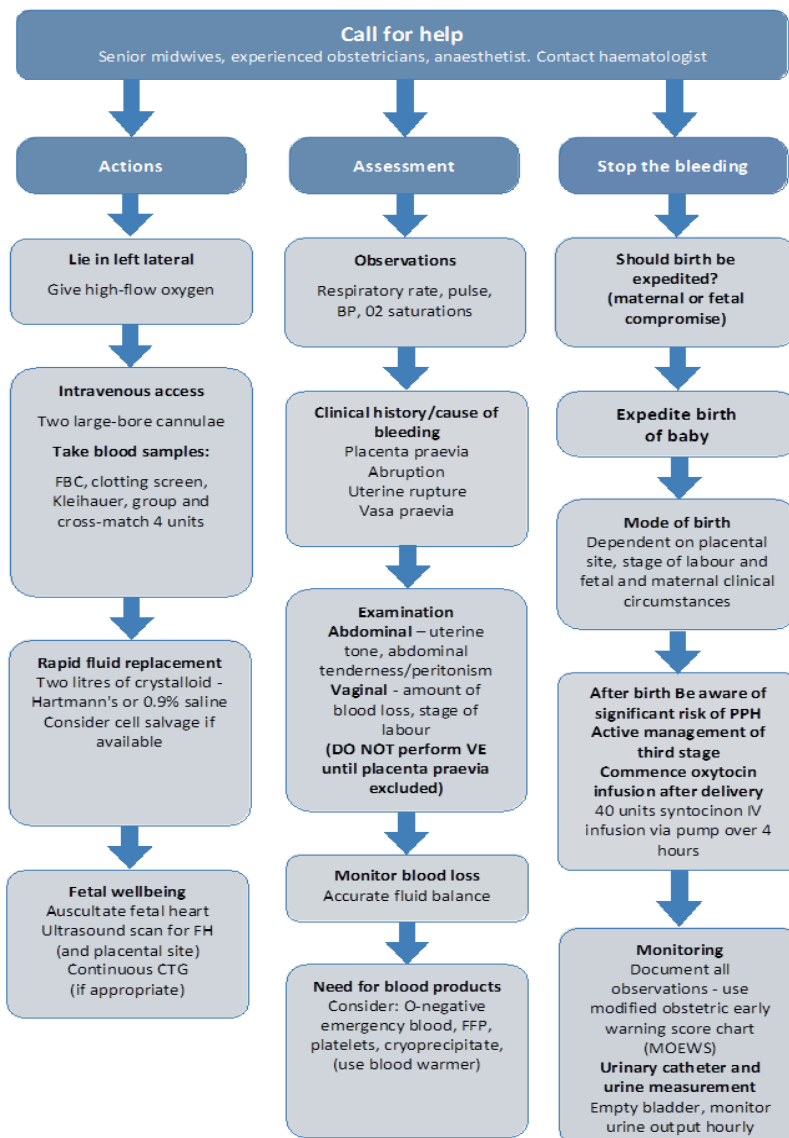 Call for help
Senior midwives, experienced obstetricians, anaesthetist. Contact haematologist
Actions
Lie in left lateral
Give high-flow oxygen
Intravenous access
Two large-bore cannulae
Take blood samples:
FBC, clotting screen,
Kleihauer, group and
cross-match 4 units
Rapid fluid replacement
Two litres of crystalloid -
Hartmann's or 0.9% saline
Consider cell salvage if
available
Fetal wellbeing
Auscultate fetal heart
Ultrasound scan for FH
(and placental site)
Continuous CTG
(if appropriate)
Assessment
Observations
Respiratory rate, pulse,
BP, 02 saturations
Clinical history/cause of
bleeding
Placenta praevia
Abruption
Uterine rupture
Vasa praevia
Examination
Abdominal – uterine
tone, abdominal
tenderness/peritonism
Vaginal - amount of
blood loss, stage of
labour
(DO NOT perform VE
until placenta praevia
excluded)
Monitor blood loss
Accurate fluid balance
Need for blood products
Consider: O-negative
emergency blood, FFP,
platelets, cryoprecipitate,
(use blood warmer)
Stop the bleeding
Should birth be
expedited?
(maternal or fetal
compromise)
Expedite birth
of baby
Mode of birth
Dependent on placental
site, stage of labour and
fetal and maternal clinical
circumstances
After birth Be aware of
significant risk of PPH
Active management of
third stage
Commence oxytocin
infusion after delivery
40 units syntocinon IV
infusion via pump over 4
hours
Monitoring
Document all
observations - use
modified obstetric early
warning score chart
(MOEWS)
Urinary catheter and
urine measurement
Empty bladder, monitor
urine output hourly